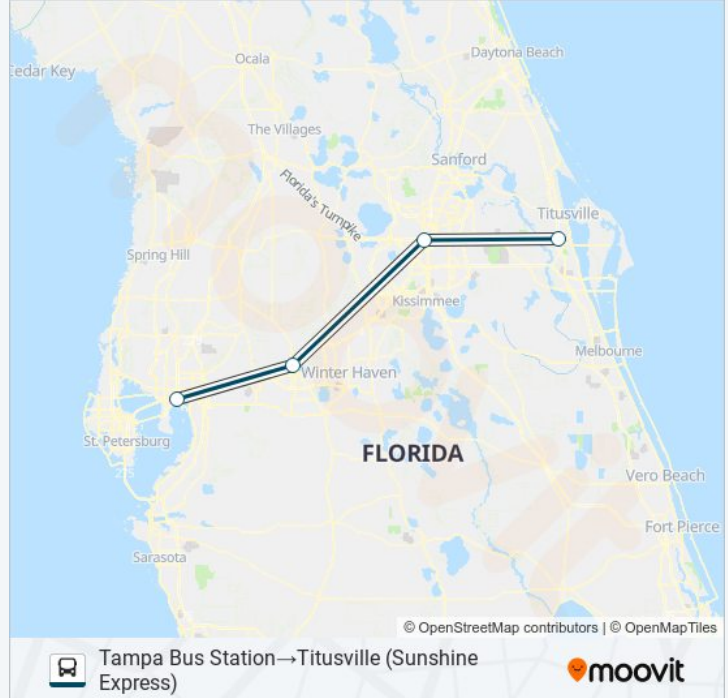 Daytona Beach
Ocala
Cedar Key
The Villages
Sanford
Florida's Turnpike
Titusville
Spring Hill
Kissimmee
Melbourne
Winter Haven
St. Petersburg
FLORIDA
Vero Beach
Fort Pierce
Sarasota
© OpenStreetMap contributors | © OpenMapTiles
Tampa Bus Station→Titusville (Sunshine
Express)
moovit